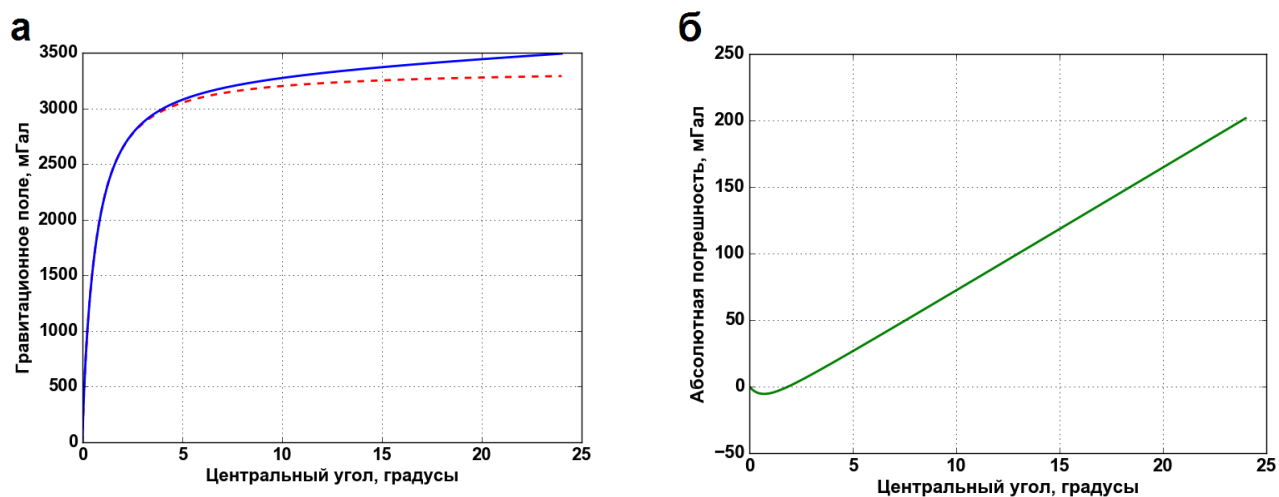 а
3500
3000
2500
2000
1500
1000
500
0
0 5 10 15 20 25
Гравитационное поле, мГал
Центральный угол, градусы
б
250
200
150
100
50
0
−50
0 5 10 15 20 25
Абсолютная погрешность, мГал
Центральный угол, градусы